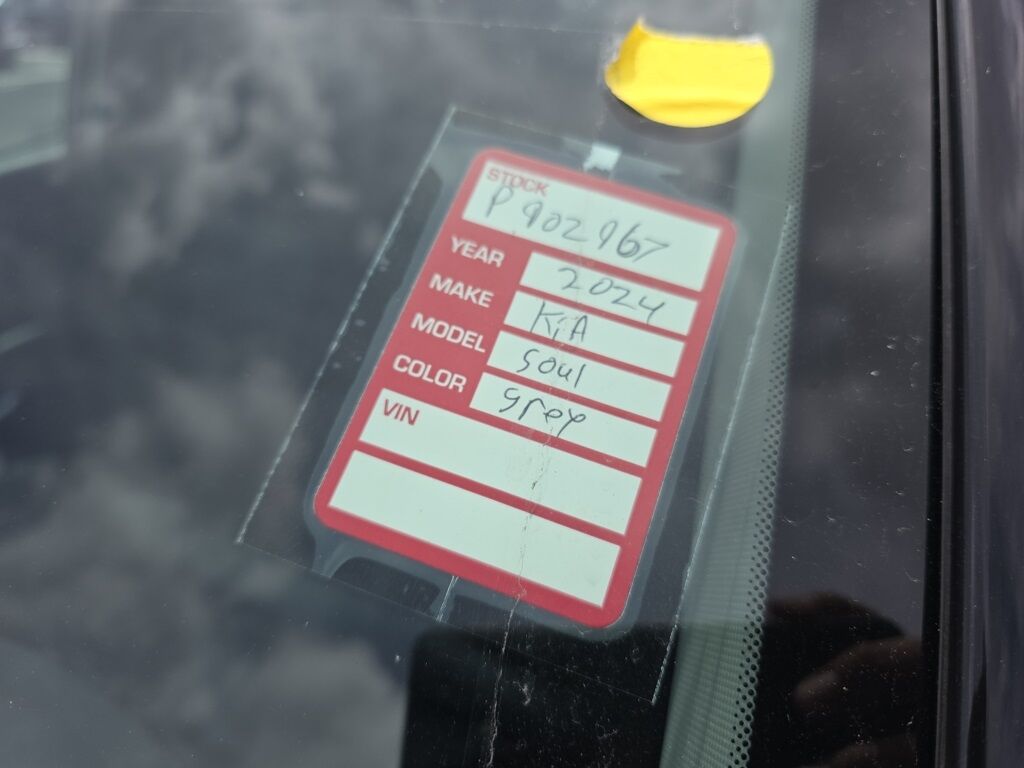 STOCK
P902967
YEAR 2024
MAKE KiA
MODEL Soul
COLOR grey
VIN